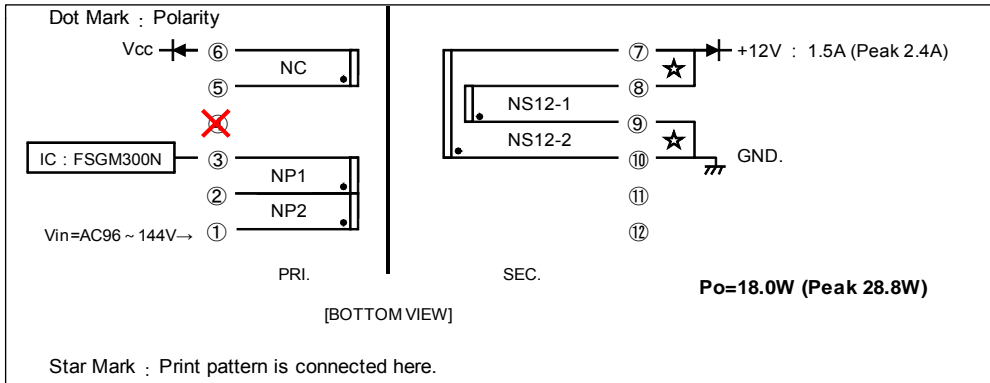 Dot Mark : Polarity
Vcc ⑥ ⑦ +12V : 1.5A (Peak 2.4A)
NC ☆
⑤ ⑧
NS12-1
⑨
IC : FSGM300N ③ NS12-2 ☆
⑩ GND.
NP1
② ⑪
NP2
Vin=AC96~144V→ ① ⑫
PRI. SEC.
Po=18.0W (Peak 28.8W)
[BOTTOM VIEW]
Star Mark : Print pattern is connected here.